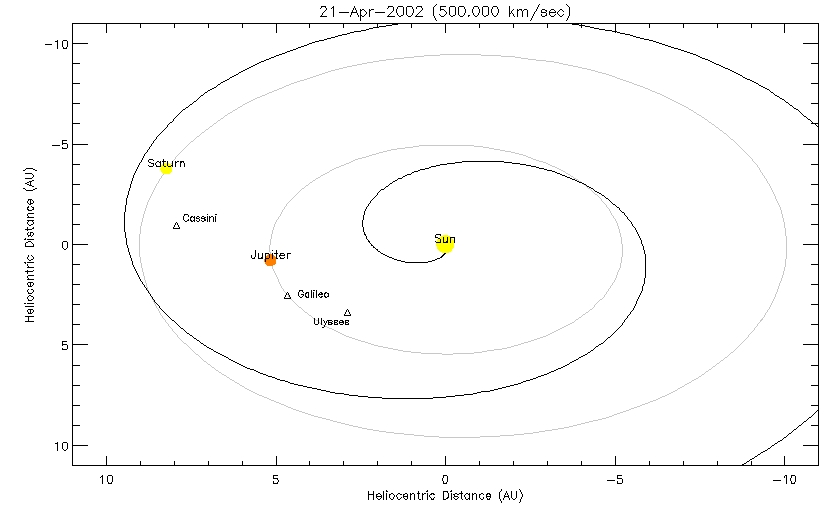 21-Apr-2002 (500.000 km/sec)
-10
-5
Saturn
Cassini
Heliocentric Distance (AU)
0
Sun
Jupiter
Galileo
Ulysses
5
10
10
5
0
-5
-10
Heliocentric Distance (AU)